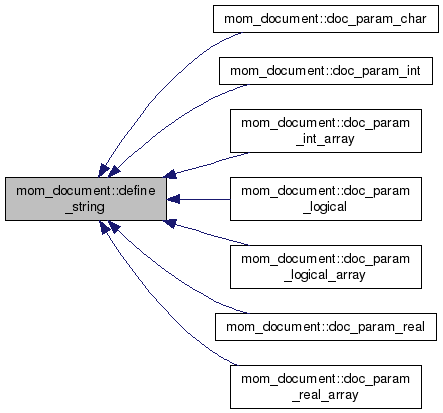 mom_document::doc_param_char
mom_document::doc_param_int
mom_document::doc_param
_int_array
mom_document::define
_string
mom_document::doc_param
_logical
mom_document::doc_param
_logical_array
mom_document::doc_param_real
mom_document::doc_param
_real_array